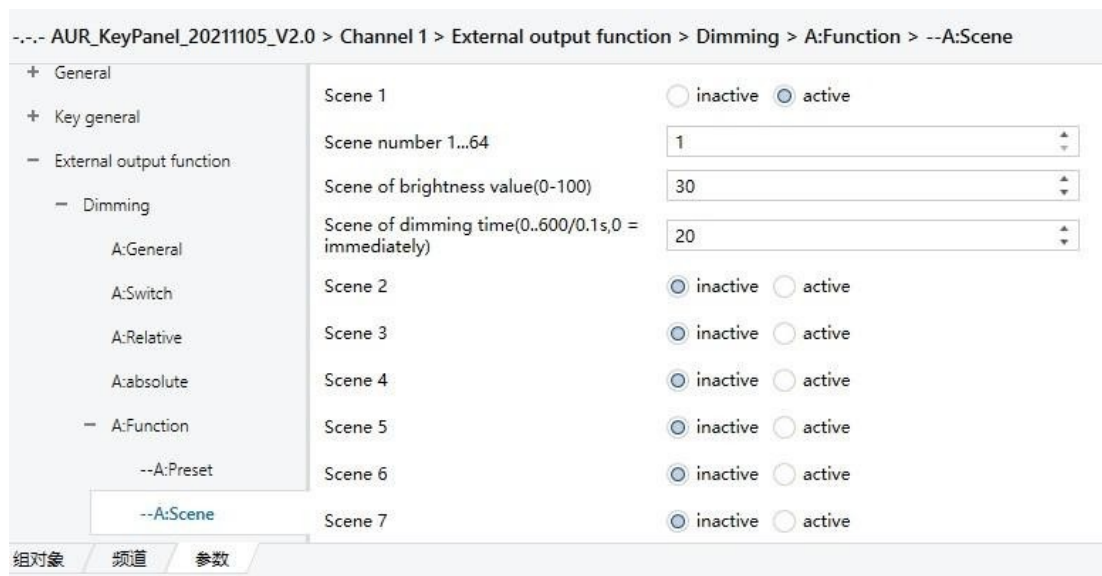 -.-.- AUR_KeyPanel_20211105_V2.0 > Channel 1 > External output function > Dimming > A:Function > --A:Scene
+ General
+ Key general
− External output function
− Dimming
A:General
A:Switch
A:Relative
A:absolute
− A:Function
--A:Preset
--A:Scene
Scene 1 inactive active
Scene number 1...64 1
Scene of brightness value(0-100) 30
Scene of dimming time(0..600/0.1s,0 =
immediately) 20
Scene 2 inactive active
Scene 3 inactive active
Scene 4 inactive active
Scene 5 inactive active
Scene 6 inactive active
Scene 7 inactive active
组对象 频道 参数